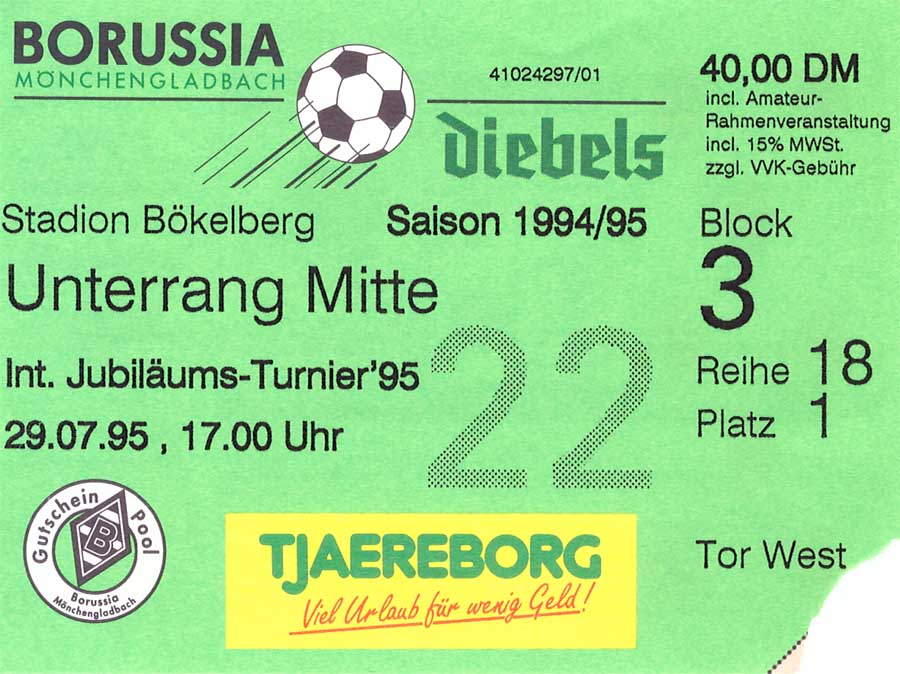 BORUSSIA
MÖNCHENGLADBACH
41024297/01
Diebels
40,00 DM
incl. Amateur-
Rahmenveranstaltung
incl. 15% MWSt.
zzgl. VVK-Gebühr
Stadion Bökelberg
Saison 1994/95
Block
3
Unterrang Mitte
22
Int. Jubiläums-Turnier'95
29.07.95 , 17.00 Uhr
Reihe 18
Platz 1
Gutschein Pool
B
Borussia
Mönchengladbach
TJAEREBORG
Viel Urlaub für wenig Geld!
Tor West